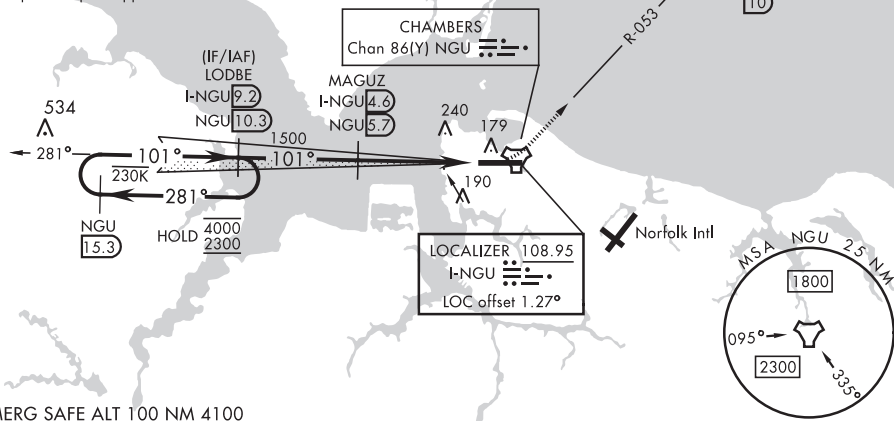 10
R-053
CHAMBERS
Chan 86(Y) NGU
(IF/IAF)
LODBE
I-NGU 9.2
NGU 10.3
MAGUZ
I-NGU 4.6
NGU 5.7
534
240
179
190
1500
281°
101°
101°
230K
281°
NGU
15.3
HOLD 4000
2300
Norfolk Intl
LOCALIZER 108.95
I-NGU
LOC offset 1.27°
MSA NGU 25 NM
1800
095°
2300
335°
MERG SAFE ALT 100 NM 4100